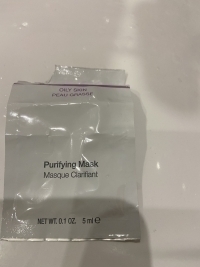 OILY SKIN
PEAU GRASSE
Purifying Mask
Masque Clarifiant
NET WT. 0.1 OZ. 5 ml ℮